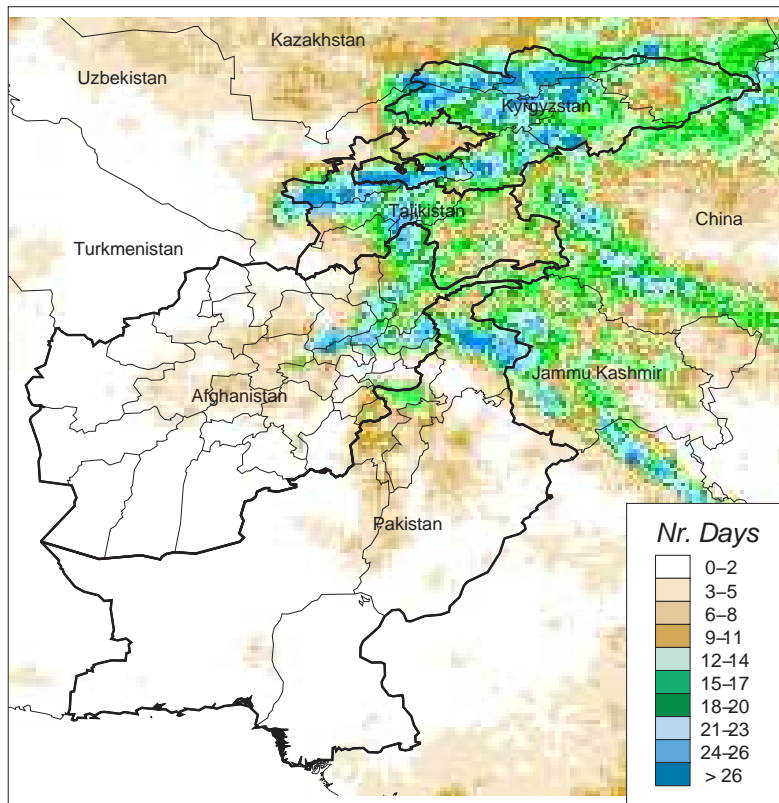 Kazakhstan
Uzbekistan
Kyrgyzstan
Tajikistan
China
Turkmenistan
Jammu Kashmir
Afghanistan
Pakistan
Nr. Days
0–2
3–5
6–8
9–11
12–14
15–17
18–20
21–23
24–26
> 26